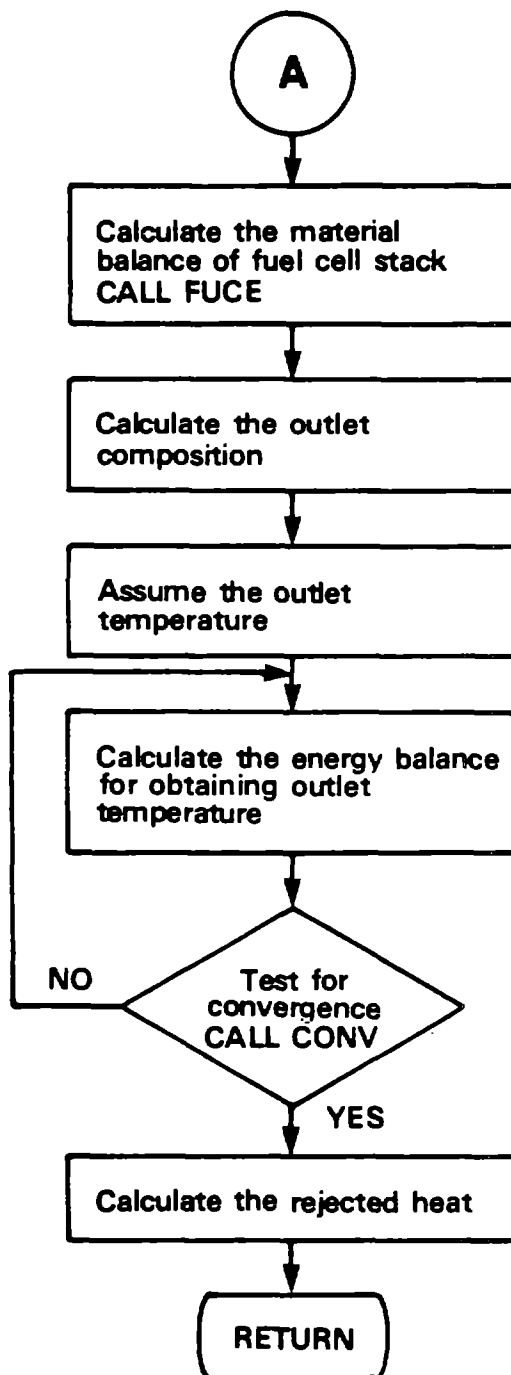 A
Calculate the material
balance of fuel cell stack
CALL FUCE
Calculate the outlet
composition
Assume the outlet
temperature
Calculate the energy balance
for obtaining outlet
temperature
NO
Test for
convergence
CALL CONV
YES
Calculate the rejected heat
RETURN